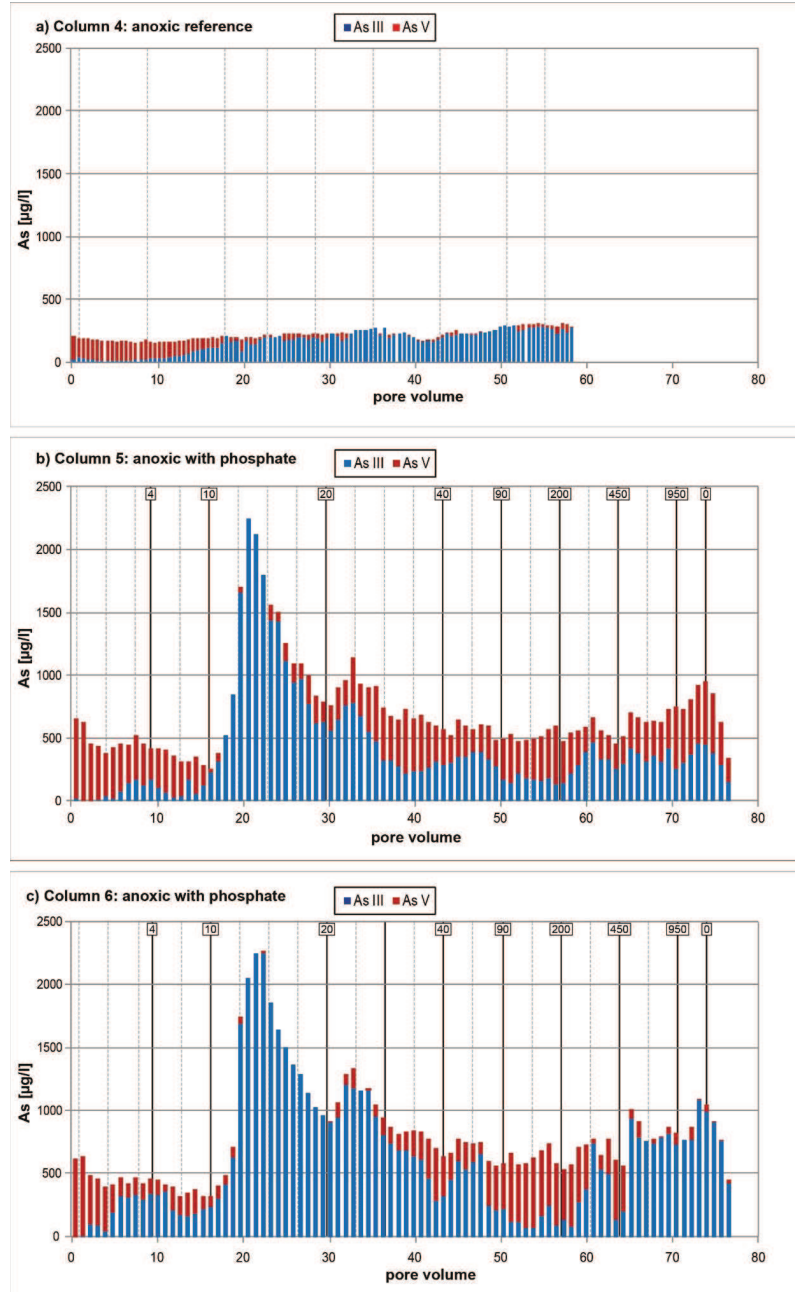 a) Column 4: anoxic reference
As III As V
2500
2000
1500
1000
500
0
As [µg/l]
0 10 20 30 40 50 60 70 80
pore volume
b) Column 5: anoxic with phosphate
As III As V
4 10 20 40 90 200 450 950 0
2500
2000
1500
1000
500
0
As [µg/l]
0 10 20 30 40 50 60 70 80
pore volume
c) Column 6: anoxic with phosphate
As III As V
4 10 20 40 90 200 450 950 0
2500
2000
1500
1000
500
0
As [µg/l]
0 10 20 30 40 50 60 70 80
pore volume